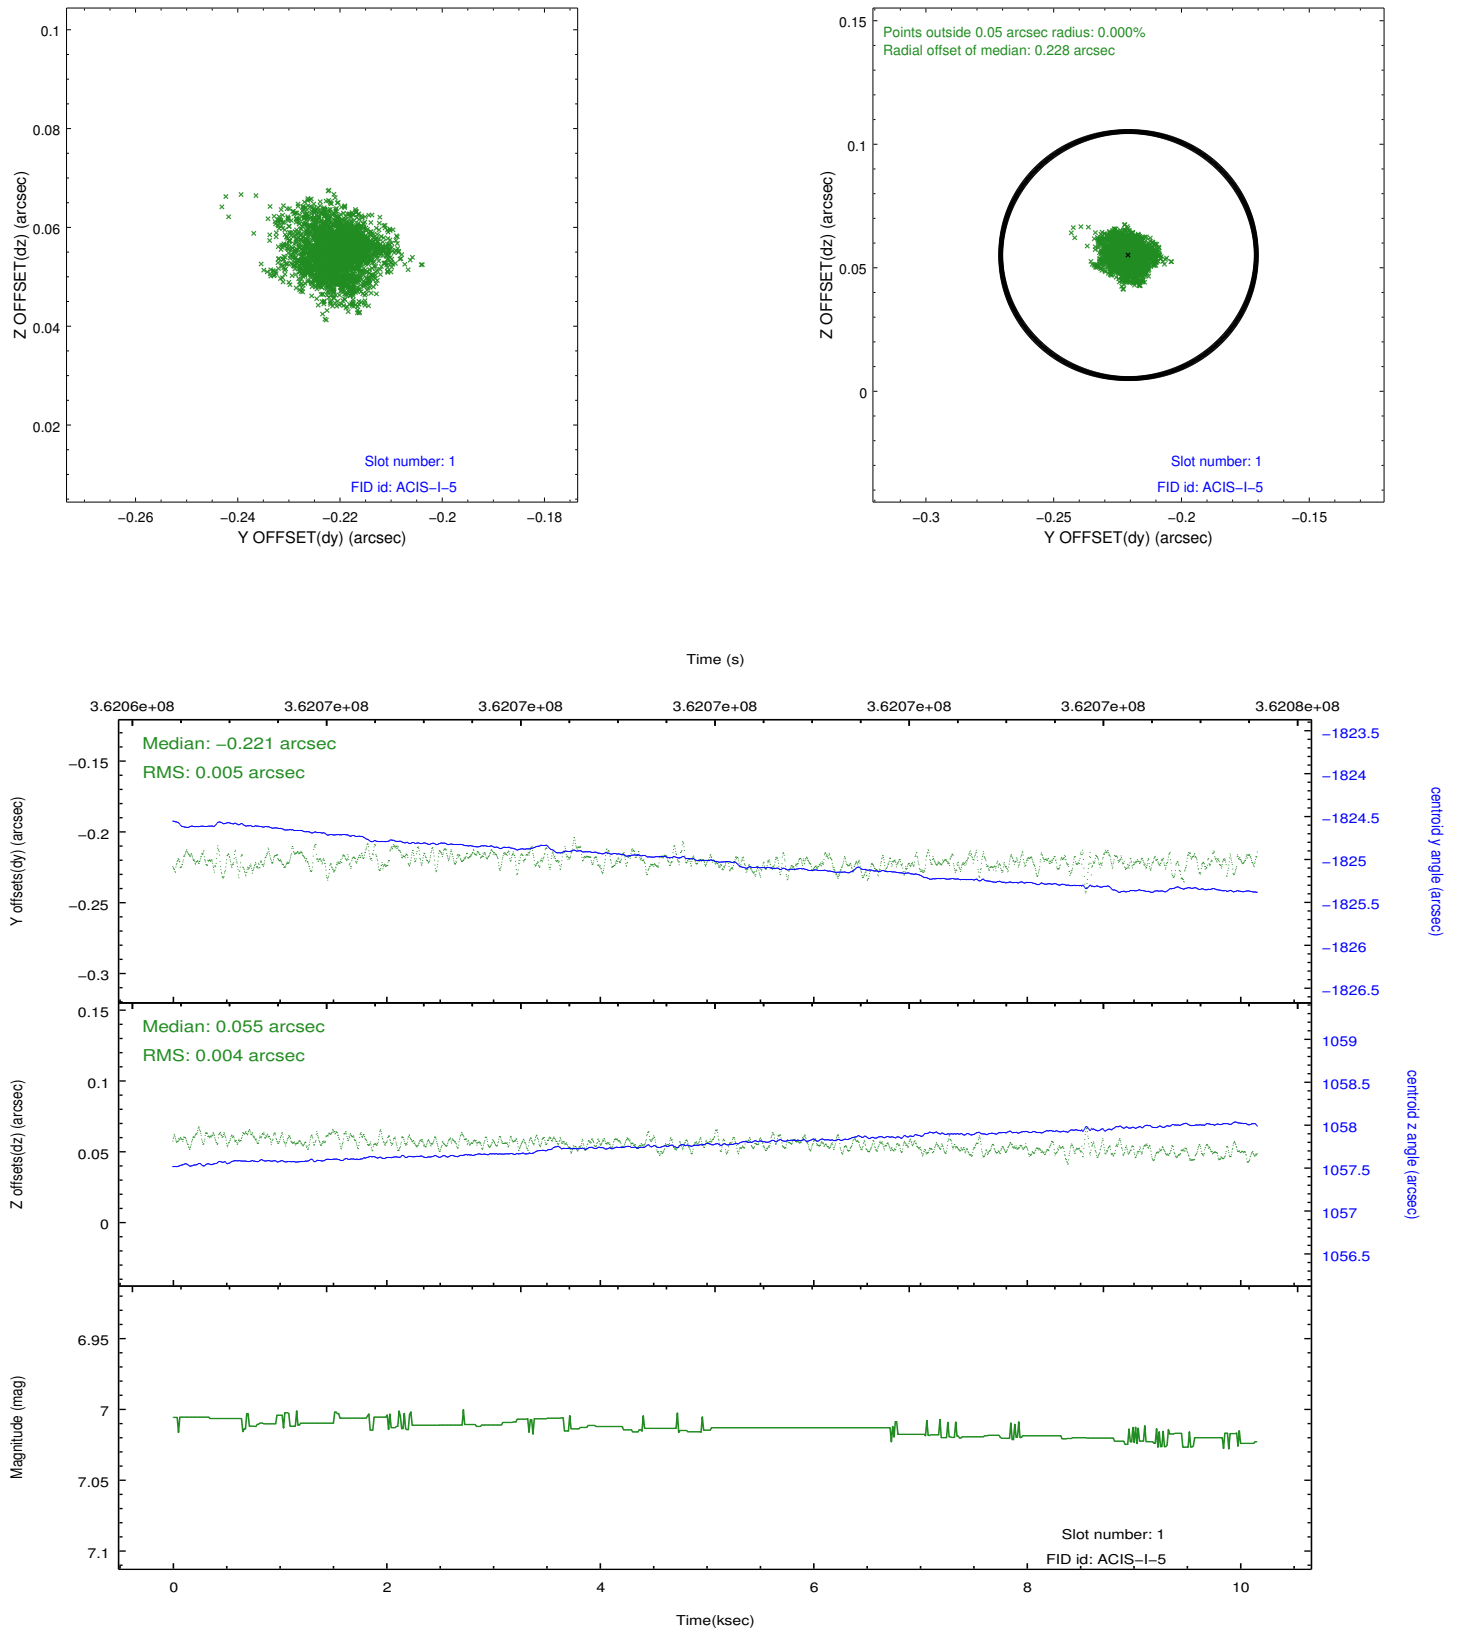 0.1
0.08
0.06
0.04
0.02
Z OFFSET(dz) (arcsec)
Slot number: 1
FID id: ACIS−I−5
−0.26 −0.24 −0.22 −0.2 −0.18
Y OFFSET(dy) (arcsec)
Points outside 0.05 arcsec radius: 0.000%
Radial offset of median: 0.228 arcsec
0.15
0.1
0.05
0
Z OFFSET(dz) (arcsec)
Slot number: 1
FID id: ACIS−I−5
−0.3 −0.25 −0.2 −0.15
Y OFFSET(dy) (arcsec)
Time (s)
3.6206e+08 3.6207e+08 3.6207e+08 3.6207e+08 3.6207e+08 3.6207e+08 3.6208e+08
Median: −0.221 arcsec
RMS: 0.005 arcsec
−0.15
−0.2
−0.25
−0.3
Y offsets(dy) (arcsec)
−1823.5
−1824
−1824.5
−1825
−1825.5
−1826
−1826.5
centroid y angle (arcsec)
Median: 0.055 arcsec
RMS: 0.004 arcsec
0.15
0.1
0.05
0
Z offsets(dz) (arcsec)
1059
1058.5
1058
1057.5
1057
1056.5
centroid z angle (arcsec)
6.95
7
7.05
7.1
Magnitude (mag)
Slot number: 1
FID id: ACIS−I−5
0 2 4 6 8 10
Time(ksec)